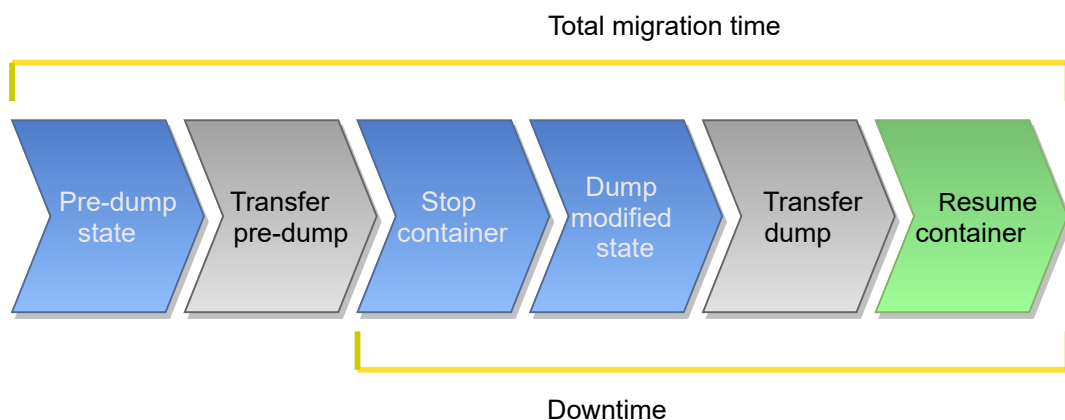 Total migration time
Pre-dump
state
Transfer
pre-dump
Stop
container
Dump
modified
state
Transfer
dump
Resume
container
Downtime